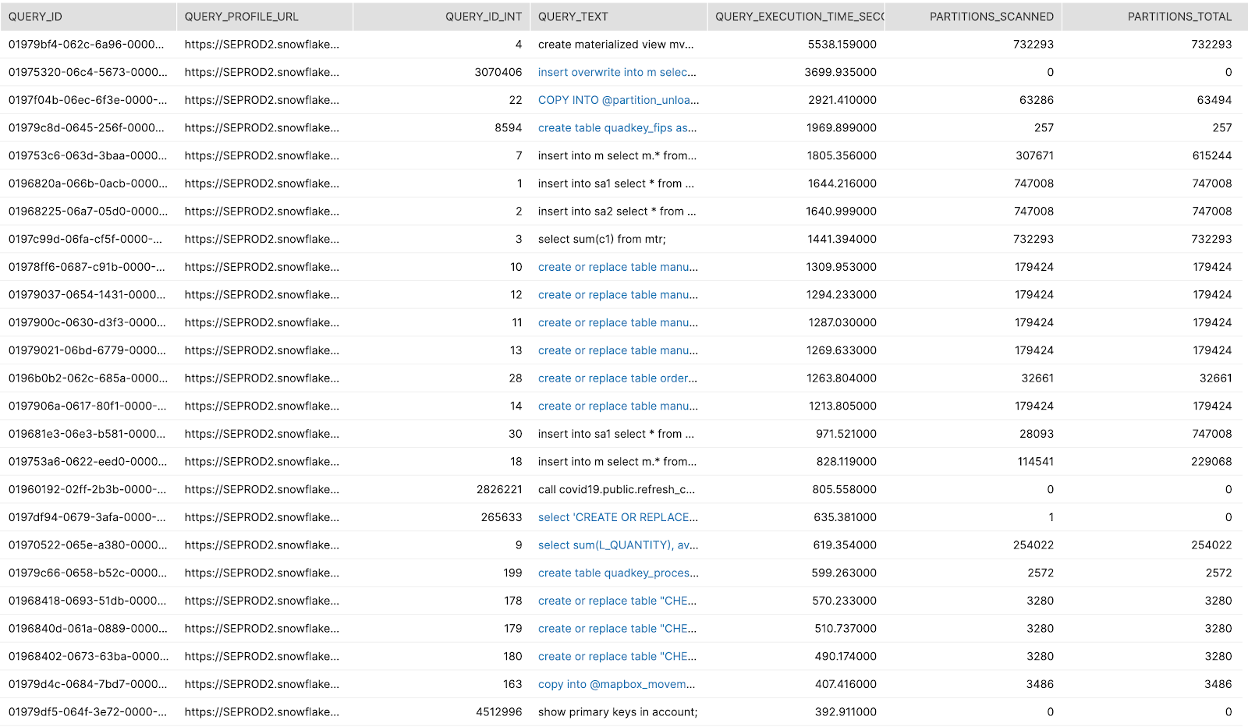 QUERY_ID QUERY_PROFILE_URL QUERY_ID_INT QUERY_TEXT QUERY_EXECUTION_TIME_SECO PARTITIONS_SCANNED PARTITIONS_TOTAL
01979bf4-062c-6a96-0000... https://SEPROD2.snowflake... 4 create materialized view mv... 5538.159000 732293 732293
01975320-06c4-5673-0000... https://SEPROD2.snowflake... 3070406 insert overwrite into m selec... 3699.935000 0 0
0197f04b-06ec-6f3e-0000-... https://SEPROD2.snowflake... 22 COPY INTO @partition_unloa... 2921.410000 63286 63494
01979c8d-0645-256f-0000... https://SEPROD2.snowflake... 8594 create table quadkey_fips as... 1969.899000 257 257
019753c6-063d-3baa-0000... https://SEPROD2.snowflake... 7 insert into m select m.* from... 1805.356000 307671 615244
0196820a-066b-0acb-0000... https://SEPROD2.snowflake... 1 insert into sa1 select * from ... 1644.216000 747008 747008
01968225-06a7-05d0-0000... https://SEPROD2.snowflake... 2 insert into sa2 select * from ... 1640.999000 747008 747008
0197c99d-06fa-cf5f-0000-... https://SEPROD2.snowflake... 3 select sum(c1) from mtr; 1441.394000 732293 732293
01978ff6-0687-c91b-0000-... https://SEPROD2.snowflake... 10 create or replace table manu... 1309.953000 179424 179424
01979037-0654-1431-0000... https://SEPROD2.snowflake... 12 create or replace table manu... 1294.233000 179424 179424
0197900c-0630-d3f3-0000... https://SEPROD2.snowflake... 11 create or replace table manu... 1287.030000 179424 179424
01979021-06bd-6779-0000... https://SEPROD2.snowflake... 13 create or replace table manu... 1269.633000 179424 179424
0196b0b2-062c-685a-0000... https://SEPROD2.snowflake... 28 create or replace table order... 1263.804000 32661 32661
0197906a-0617-80f1-0000-... https://SEPROD2.snowflake... 14 create or replace table manu... 1213.805000 179424 179424
019681e3-06e3-b581-0000... https://SEPROD2.snowflake... 30 insert into sa1 select * from ... 971.521000 28093 747008
019753a6-0622-eed0-0000... https://SEPROD2.snowflake... 18 insert into m select m.* from... 828.119000 114541 229068
01960192-02ff-2b3b-0000-... https://SEPROD2.snowflake... 2826221 call covid19.public.refresh_c... 805.558000 0 0
0197df94-0679-3afa-0000-... https://SEPROD2.snowflake... 265633 select 'CREATE OR REPLACE... 635.381000 1 0
01970522-065e-a380-0000... https://SEPROD2.snowflake... 9 select sum(L_QUANTITY), av... 619.354000 254022 254022
01979c66-0658-b52c-0000... https://SEPROD2.snowflake... 199 create table quadkey_proces... 599.263000 2572 2572
01968418-0693-51db-0000... https://SEPROD2.snowflake... 178 create or replace table "CHE... 570.233000 3280 3280
0196840d-061a-0889-0000... https://SEPROD2.snowflake... 179 create or replace table "CHE... 510.737000 3280 3280
01968402-0673-63ba-0000... https://SEPROD2.snowflake... 180 create or replace table "CHE... 490.174000 3280 3280
01979d4c-0684-7bd7-0000... https://SEPROD2.snowflake... 163 copy into @mapbox_movem... 407.416000 3486 3486
01979df5-064f-3e72-0000-... https://SEPROD2.snowflake... 4512996 show primary keys in account; 392.911000 0 0